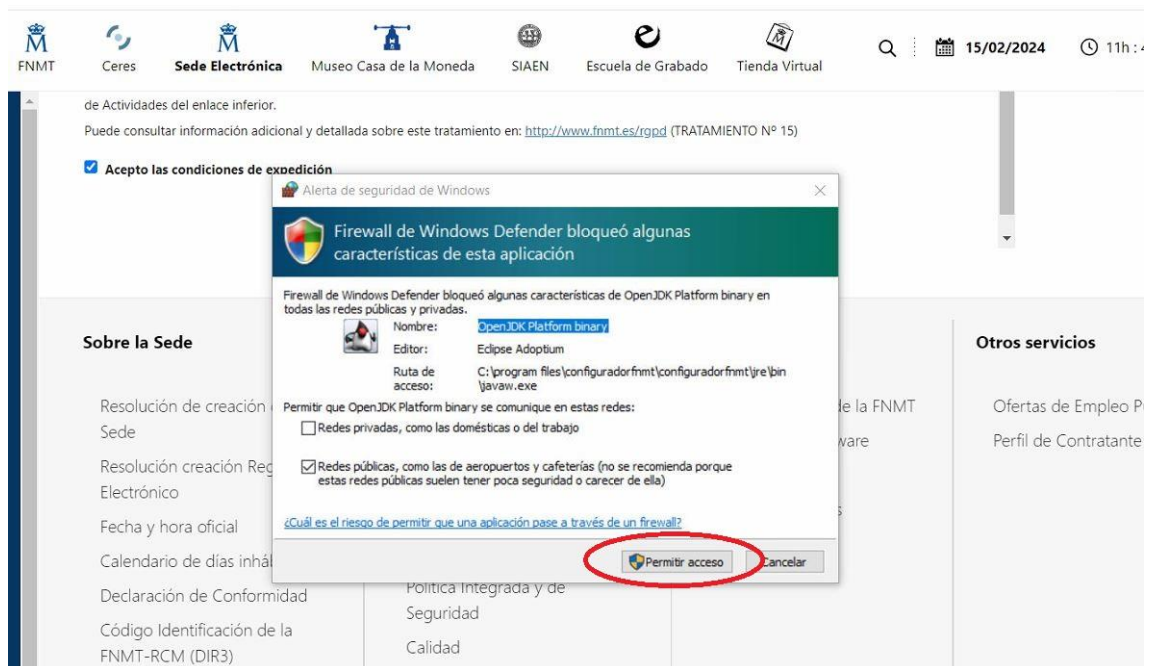 FNMT
Ceres
Sede Electrónica
Museo Casa de la Moneda
SIAEN
Escuela de Grabado
Tienda Virtual
15/02/2024
11h :
de Actividades del enlace inferior.
Puede consultar información adicional y detallada sobre este tratamiento en: http://www.fnmt.es/rgpd (TRATAMIENTO Nº 15)
Acepto las condiciones de expedición
Alerta de seguridad de Windows
Firewall de Windows Defender bloqueó algunas
características de esta aplicación
Firewall de Windows Defender bloqueó algunas características de OpenJDK Platform binary en
todas las redes públicas y privadas.
Nombre: OpenJDK Platform binary
Editor: Eclipse Adoptium
Ruta de C:\program files\configuradorfnmt\configuradorfnmt\jre\bin
acceso: \javaw.exe
Permitir que OpenJDK Platform binary se comunique en estas redes:
Redes privadas, como las domésticas o del trabajo
Redes públicas, como las de aeropuertos y cafeterías (no se recomienda porque
estas redes públicas suelen tener poca seguridad o carecer de ella)
¿Cuál es el riesgo de permitir que una aplicación pase a través de un firewall?
Permitir acceso
Cancelar
Sobre la Sede
Resolución de creación
Sede
Resolución creación Reg
Electrónico
Fecha y hora oficial
Calendario de días inhá
Declaración de Conformidad
Código Identificación de la
FNMT-RCM (DIR3)
Política Integrada y de
Seguridad
Calidad
de la FNMT
ware
Otros servicios
Ofertas de Empleo P
Perfil de Contratante